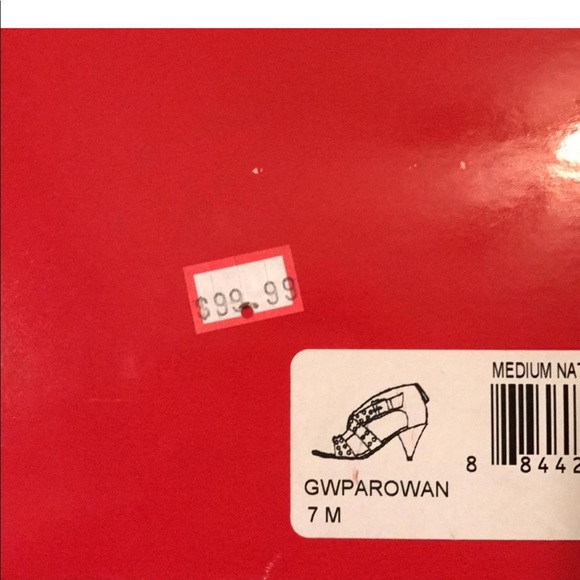 $99.99
MEDIUM NAT
8 8442
GWPAROWAN
7 M